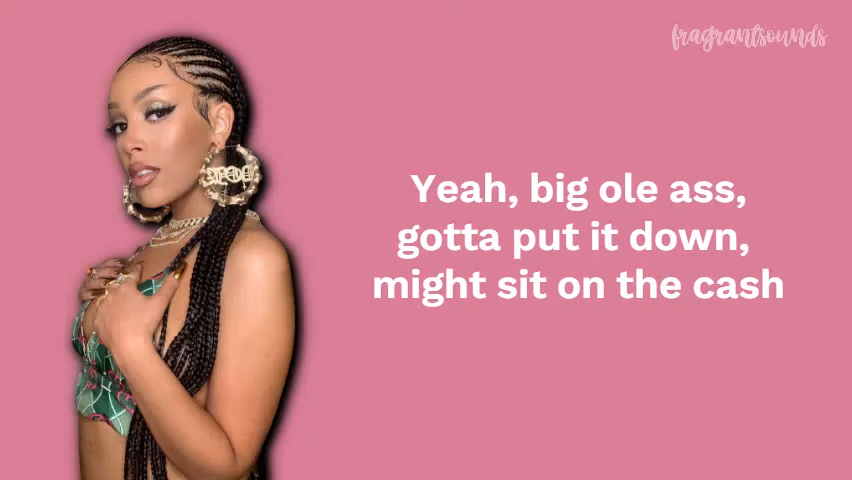 fragrantsounds
Yeah, big ole ass,
gotta put it down,
might sit on the cash